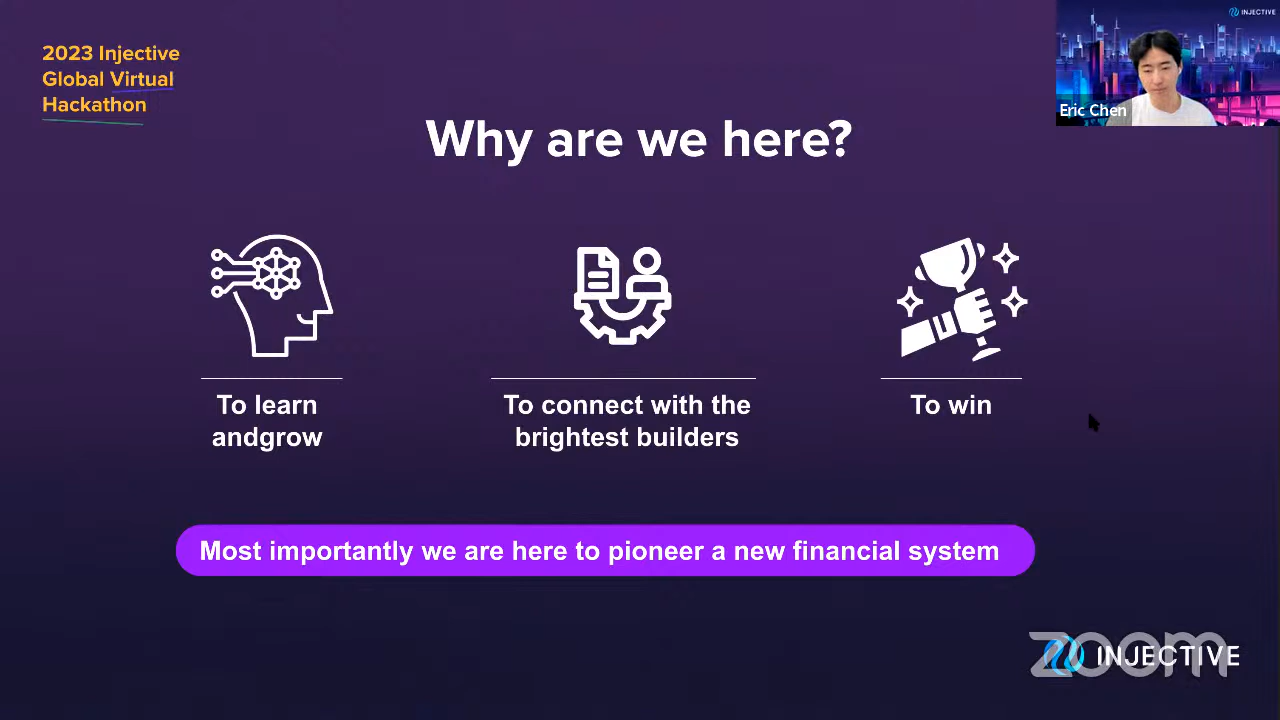 2023 Injective
Global Virtual
Hackathon
INJECTIVE
Eric Chen
Why are we here?
To learn
andgrow
To connect with the
brightest builders
To win
Most importantly we are here to pioneer a new financial system
zoom
INJECTIVE